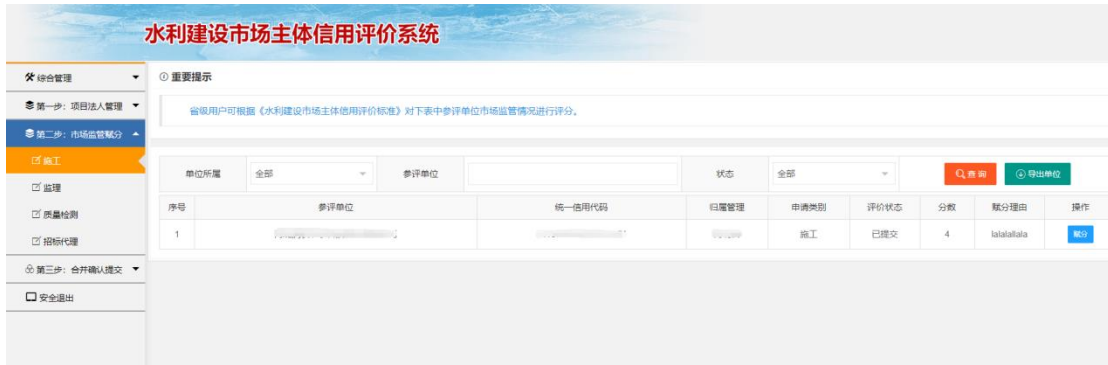 水利建设市场主体信用评价系统
综合管理
重要提示
第一步：项目法人管理
省级用户可根据《水利建设市场主体信用评价标准》对下表中参评单位市场监管情况进行评分。
第二步：市场监管赋分
施工
监理
质量检测
招标代理
第三步：合并确认提交
安全退出
单位所属 全部 参评单位 状态 全部 查询 导出单位
序号 参评单位 统一信用代码 归属管理 申请类别 评价状态 分数 赋分理由 操作
1 施工 已提交 4 lalalallala 赋分